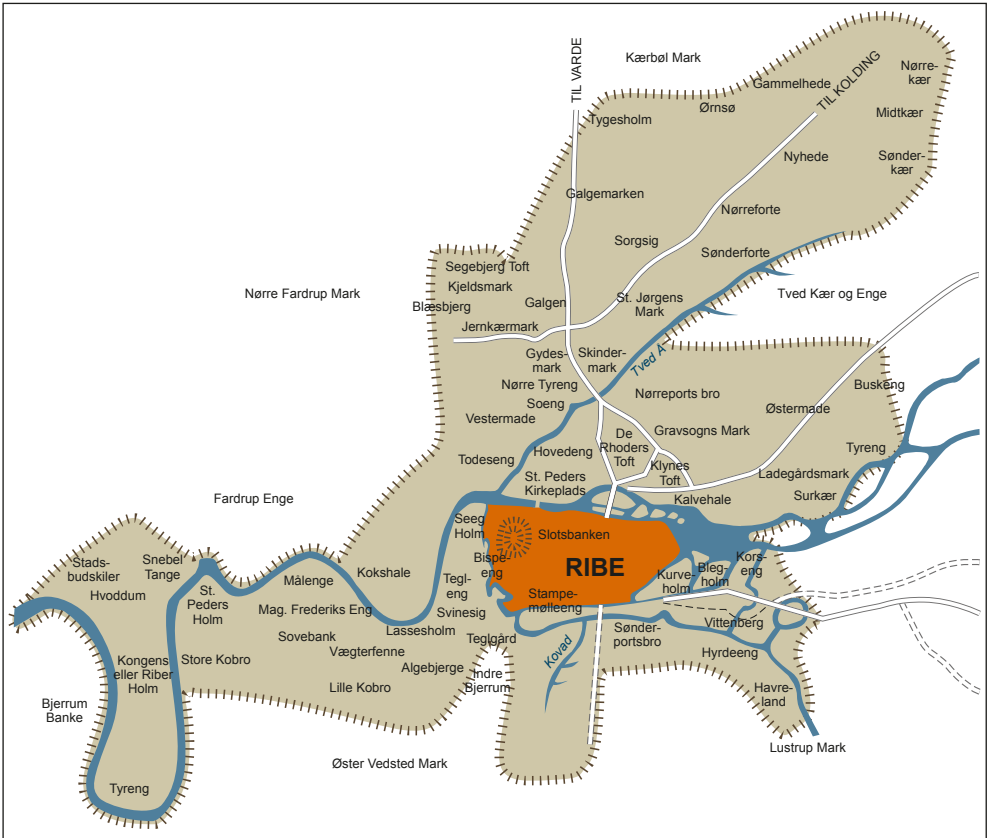 TIL VARDE
Kærbøl Mark
Gammelhede
TIL KOLDING
Nørre-
kær
Ørnsø
Midtkær
Tygesholm
Nyhede
Sønder-
kær
Galgemarken
Nørreforte
Sorgsig
Sønderforte
Segebjerg Toft
Kjeldsmark
Blæsbjerg
Nørre Fardrup Mark
Galgen
St. Jørgens
Mark
Tved Kær og Enge
Jernkærmark
Gydes-
mark
Skinder-
mark
Tved Å
Nørre Tyreng
Soeng
Vestermade
Nørreports bro
Buskeng
Østermade
De
Rhoders
Toft
Gravsogns Mark
Hovedeng
Todeseng
Klynes
Toft
Tyreng
Ladegårdsmark
St. Peders
Kirkeplads
Kalvehale
Surkær
Fardrup Enge
Seeg
Holm
Slotsbanken
Bispe-
eng
RIBE
Kurve-
holm
Bleg-
holm
Kors-
eng
Stads-
budskiler
Snebel
Tange
Hvoddum
St.
Peders
Holm
Målenge
Kokshale
Tegl-
eng
Stampe-
mølleeng
Mag. Frederiks Eng
Svinesig
Lassesholm
Sovebank
Teglgård
Kovad
Sønder-
portsbro
Vittenberg
Vægterfenne
Hyrdeeng
Kongens
eller Riber
Holm
Store Kobro
Algebjerge
Indre
Bjerrum
Lille Kobro
Havre-
land
Bjerrum
Banke
Lustrup Mark
Øster Vedsted Mark
Tyreng